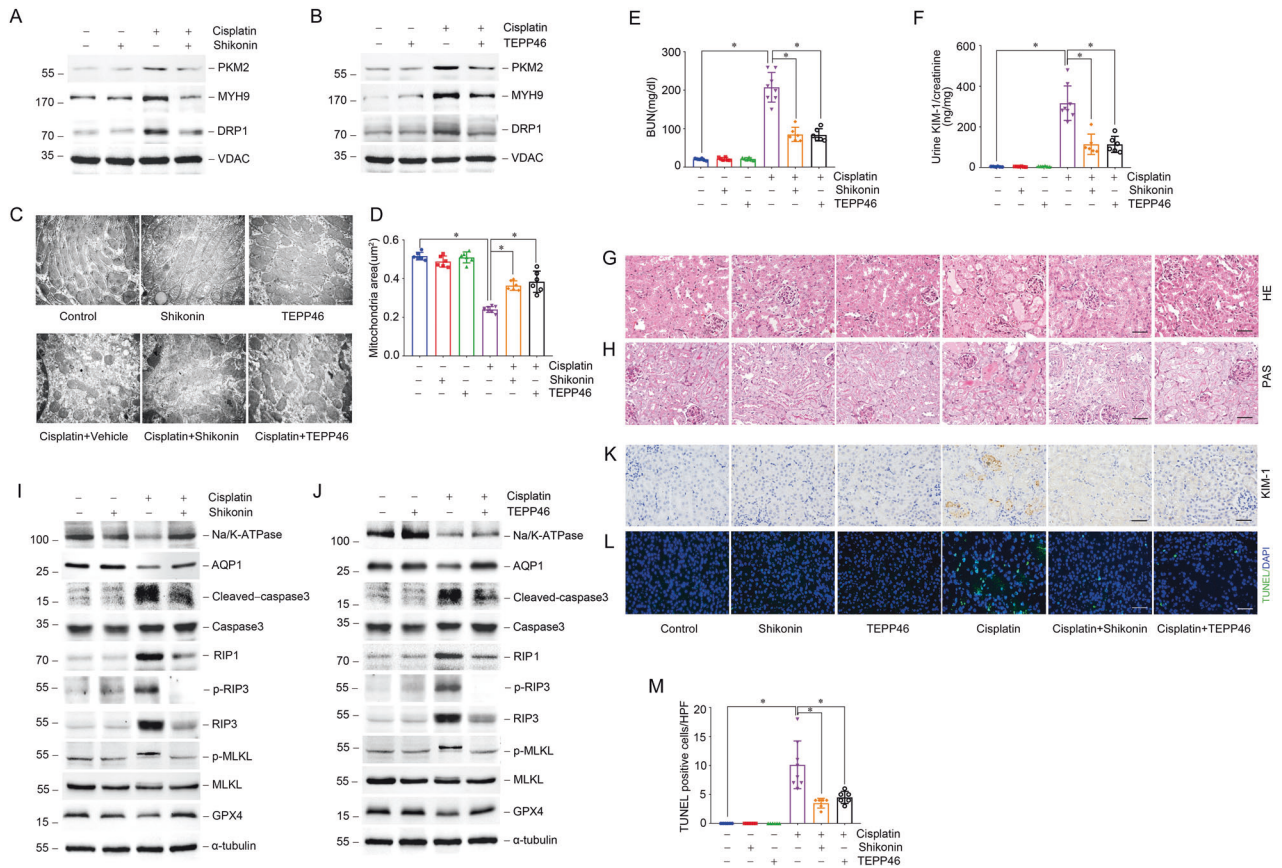 A
– – + + Cisplatin
– + – + Shikonin
55 – – PKM2
170 – – MYH9
70 – – DRP1
35 – – VDAC
B
– – + + Cisplatin
– + – + TEPP46
55 – – PKM2
170 – – MYH9
70 – – DRP1
35 – – VDAC
C
Control Shikonin TEPP46
Cisplatin+Vehicle Cisplatin+Shikonin Cisplatin+TEPP46
D
Mitochondria area(um²)
0.6
0.4
0.2
0.0
* * *
– – – + + + Cisplatin
– + – – + – Shikonin
– – + – – + TEPP46
E
BUN(mg/dl)
300
200
100
0
* * *
– – – + + + Cisplatin
– + – – + – Shikonin
– – + – – + TEPP46
F
Urine KIM-1/creatinine
(ng/mg)
600
400
200
0
* * *
– – – + + + Cisplatin
– + – – + – Shikonin
– – + – – + TEPP46
G
HE
H
PAS
K
KIM-1
L
TUNEL/DAPI
Control Shikonin TEPP46 Cisplatin Cisplatin+Shikonin Cisplatin+TEPP46
I
– – + + Cisplatin
– + – + Shikonin
100 – – Na/K-ATPase
25 – – AQP1
15 – – Cleaved–caspase3
35 – – Caspase3
70 – – RIP1
55 – – p-RIP3
55 – – RIP3
55 – – p-MLKL
55 – – MLKL
15 – – GPX4
55 – – α-tubulin
J
– – + + Cisplatin
– + – + TEPP46
100 – – Na/K-ATPase
25 – – AQP1
15 – – Cleaved-caspase3
35 – – Caspase3
70 – – RIP1
55 – – p-RIP3
55 – – RIP3
55 – – p-MLKL
55 – – MLKL
15 – – GPX4
55 – – α-tubulin
M
TUNEL positive cells/HPF
20
15
10
5
0
* * *
– – – + + + Cisplatin
– + – – + – Shikonin
– – + – – + TEPP46